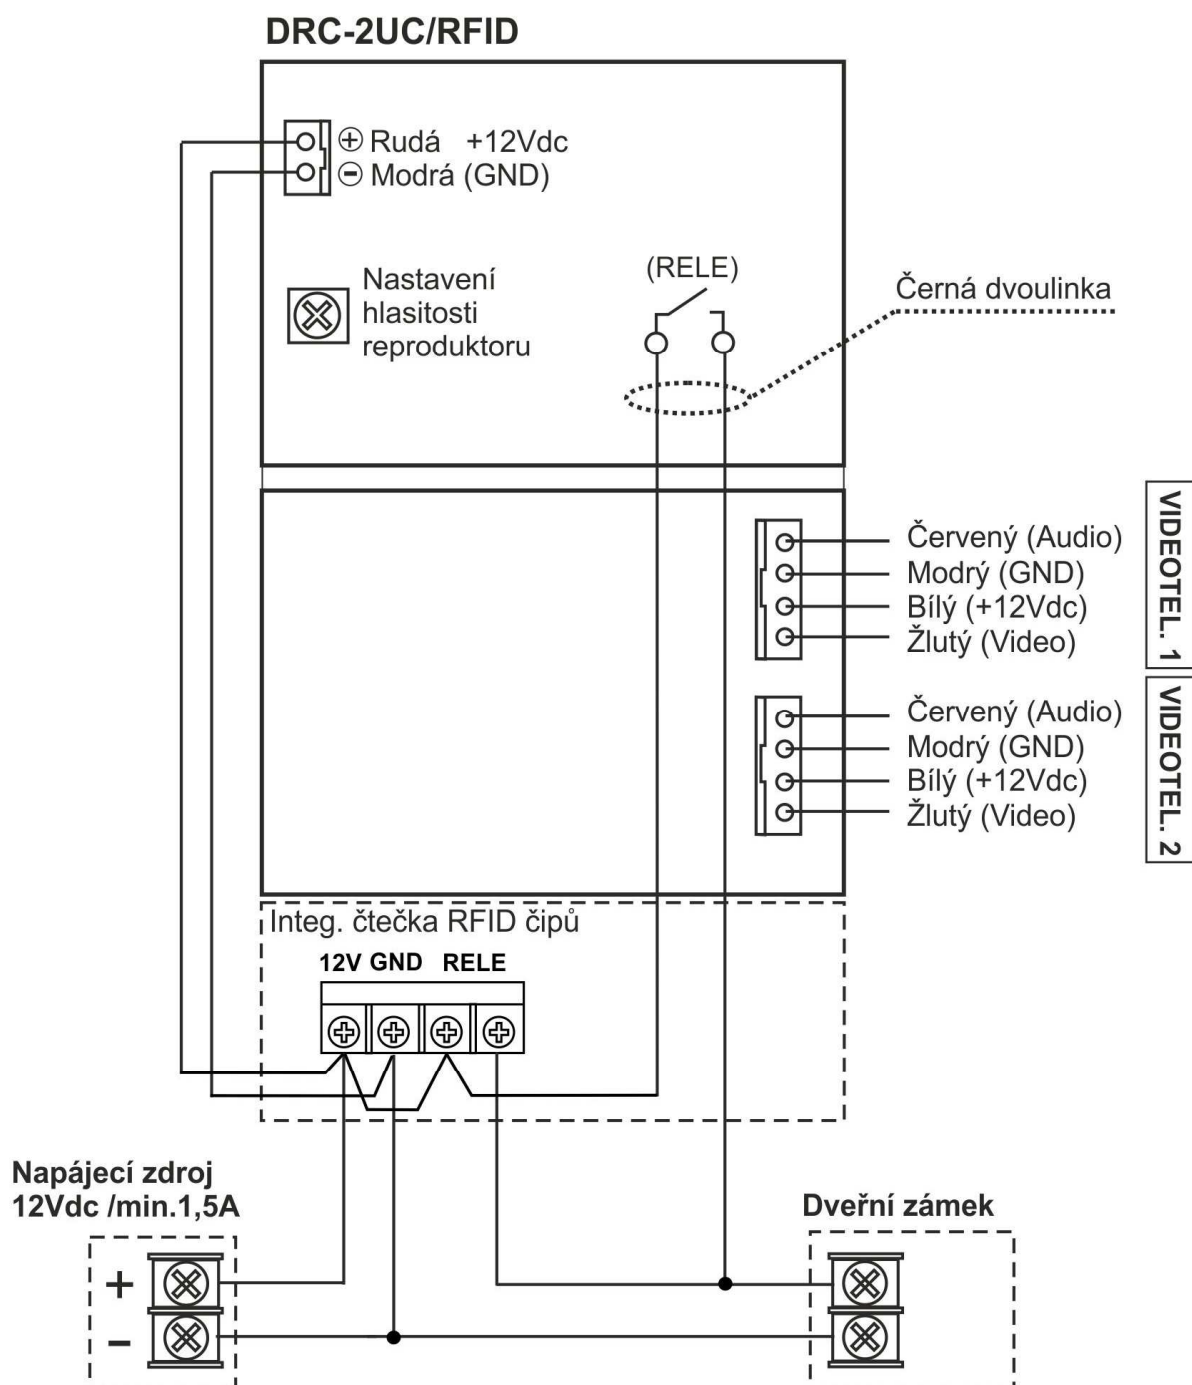 DRC-2UC/RFID
⊕ Rudá +12Vdc
⊖ Modrá (GND)
Nastavení
hlasitosti
reproduktoru
(RELE)
Černá dvoulinka
Červený (Audio)
Modrý (GND)
Bílý (+12Vdc)
Žlutý (Video)
VIDEOTEL. 1
Červený (Audio)
Modrý (GND)
Bílý (+12Vdc)
Žlutý (Video)
VIDEOTEL. 2
Integ. čtečka RFID čipů
12V GND RELE
Napájecí zdroj
12Vdc /min.1,5A
+
−
Dveřní zámek